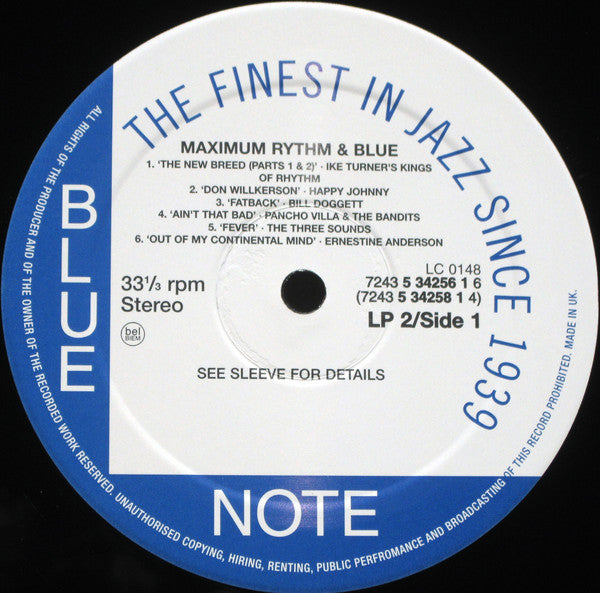 THE FINEST IN JAZZ SINCE 1939
MAXIMUM RYTHM & BLUE
1. ‘THE NEW BREED (PARTS 1 & 2)’ · IKE TURNER'S KINGS
OF RHYTHM
2. ‘DON WILLKERSON’ · HAPPY JOHNNY
3. ‘FATBACK’ · BILL DOGGETT
4. ‘AIN'T THAT BAD’ · PANCHO VILLA & THE BANDITS
5. ‘FEVER’ · THE THREE SOUNDS
6. ‘OUT OF MY CONTINENTAL MIND’ · ERNESTINE ANDERSON
33 1/3 rpm
Stereo
bel
BIEM
LC 0148
7243 5 34256 1 6
(7243 5 34258 1 4)
LP 2/Side 1
SEE SLEEVE FOR DETAILS
BLUE
NOTE
ALL RIGHTS OF THE PRODUCER AND OF THE OWNER OF THE RECORDED WORK RESERVED. UNAUTHORISED COPYING, HIRING, RENTING, PUBLIC PERFROMANCE AND BROADCASTING OF THIS RECORD PROHIBITED. MADE IN UK.